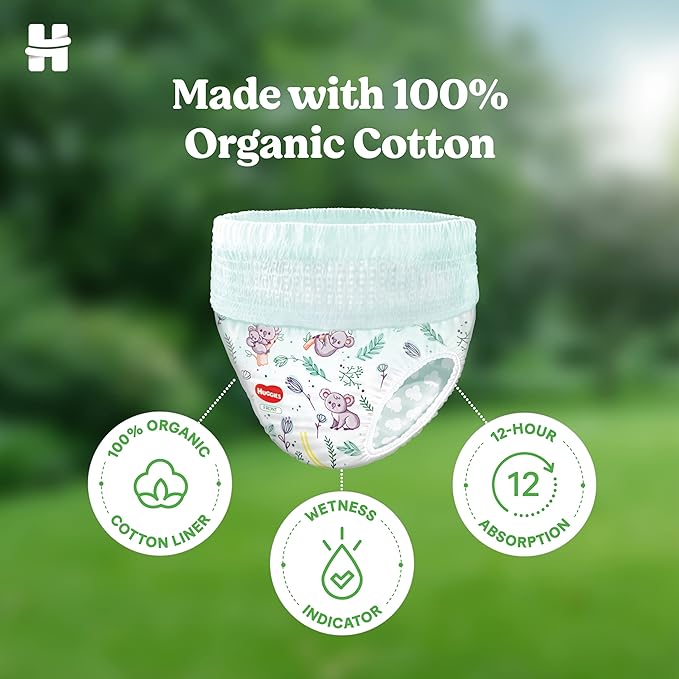 H
Made with 100%
Organic Cotton
HUGGIES
FRONT
100% ORGANIC
COTTON LINER
WETNESS
INDICATOR
12-HOUR
12
ABSORPTION